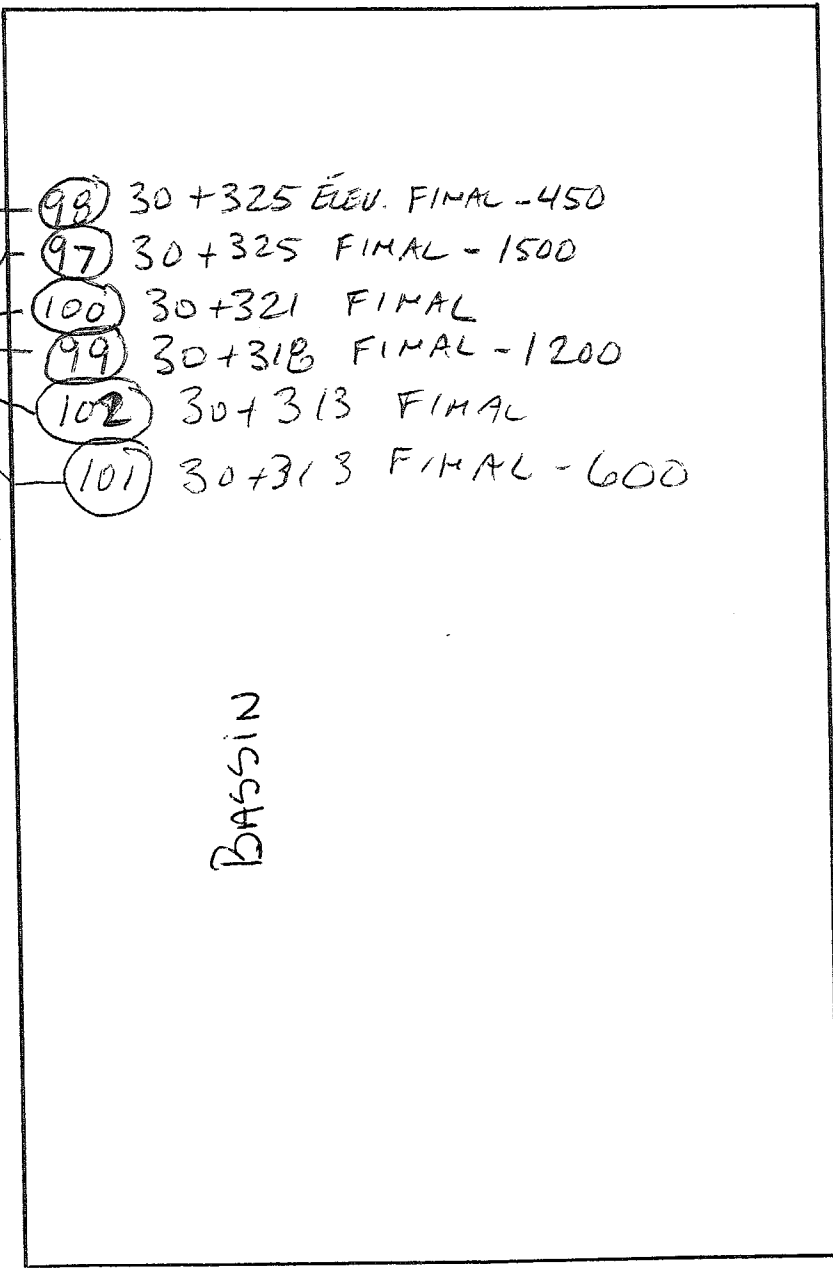 98 30+325 ÉLEV. FINAL -450
97 30+325 FINAL - 1500
100 30+321 FINAL
99 30+318 FINAL - 1200
102 30+313 FINAL
101 30+313 FINAL - 600
BASSIN